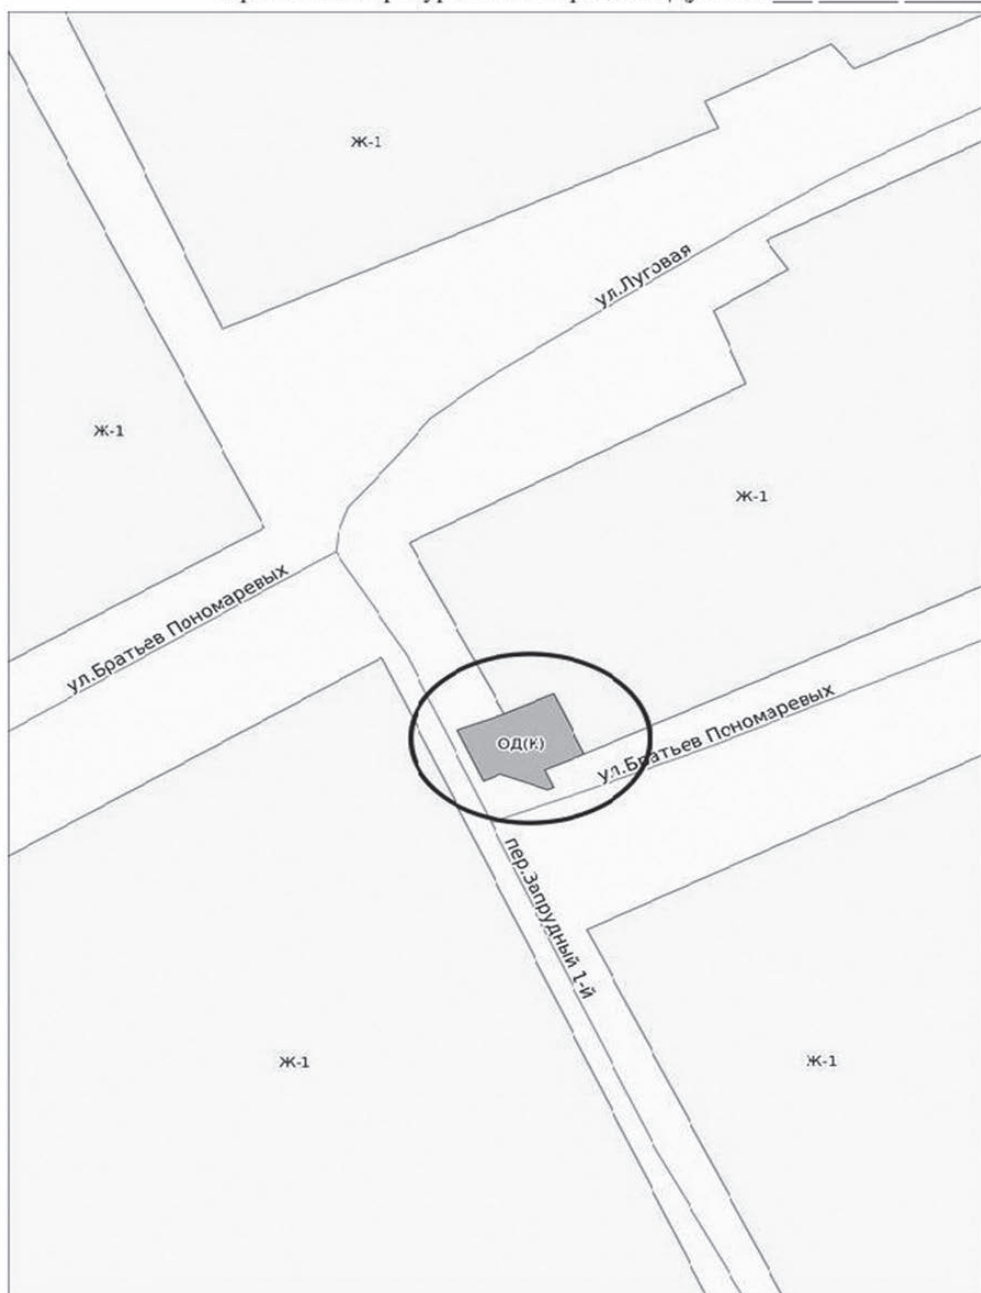 Ж-1
ул.Луговая
Ж-1
Ж-1
ул.Братьев Пономаревых
ОД(К)
ул.Братьев Пономаревых
пер.Запрудный 1-й
Ж-1
Ж-1